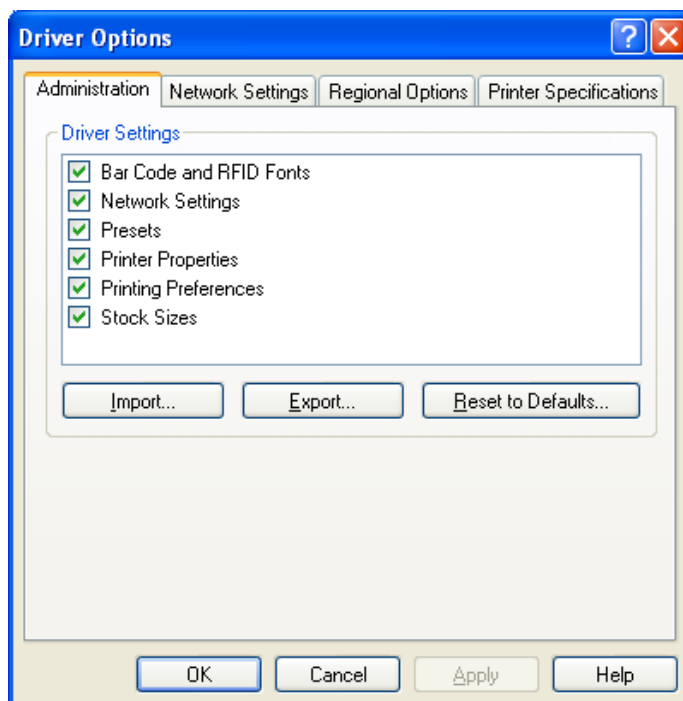 Driver Options
Administration Network Settings Regional Options Printer Specifications
Driver Settings
Bar Code and RFID Fonts
Network Settings
Presets
Printer Properties
Printing Preferences
Stock Sizes
Import... Export... Reset to Defaults...
OK Cancel Apply Help